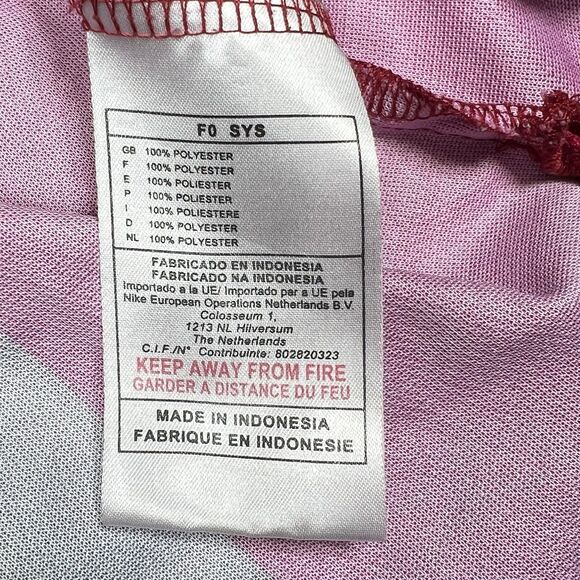 F0 SYS
GB 100% POLYESTER
F 100% POLYESTER
E 100% POLIESTER
P 100% POLIESTER
I 100% POLIESTERE
D 100% POLYESTER
NL 100% POLYESTER
FABRICADO EN INDONESIA
FABRICADO NA INDONESIA
Importado a la UE/ Importado par a UE pela
Nike European Operations Netherlands B.V.
Colosseum 1,
1213 NL Hilversum
The Netherlands
C.I.F./N° Contribuinte: 802820323
KEEP AWAY FROM FIRE
GARDER A DISTANCE DU FEU
MADE IN INDONESIA
FABRIQUE EN INDONESIE